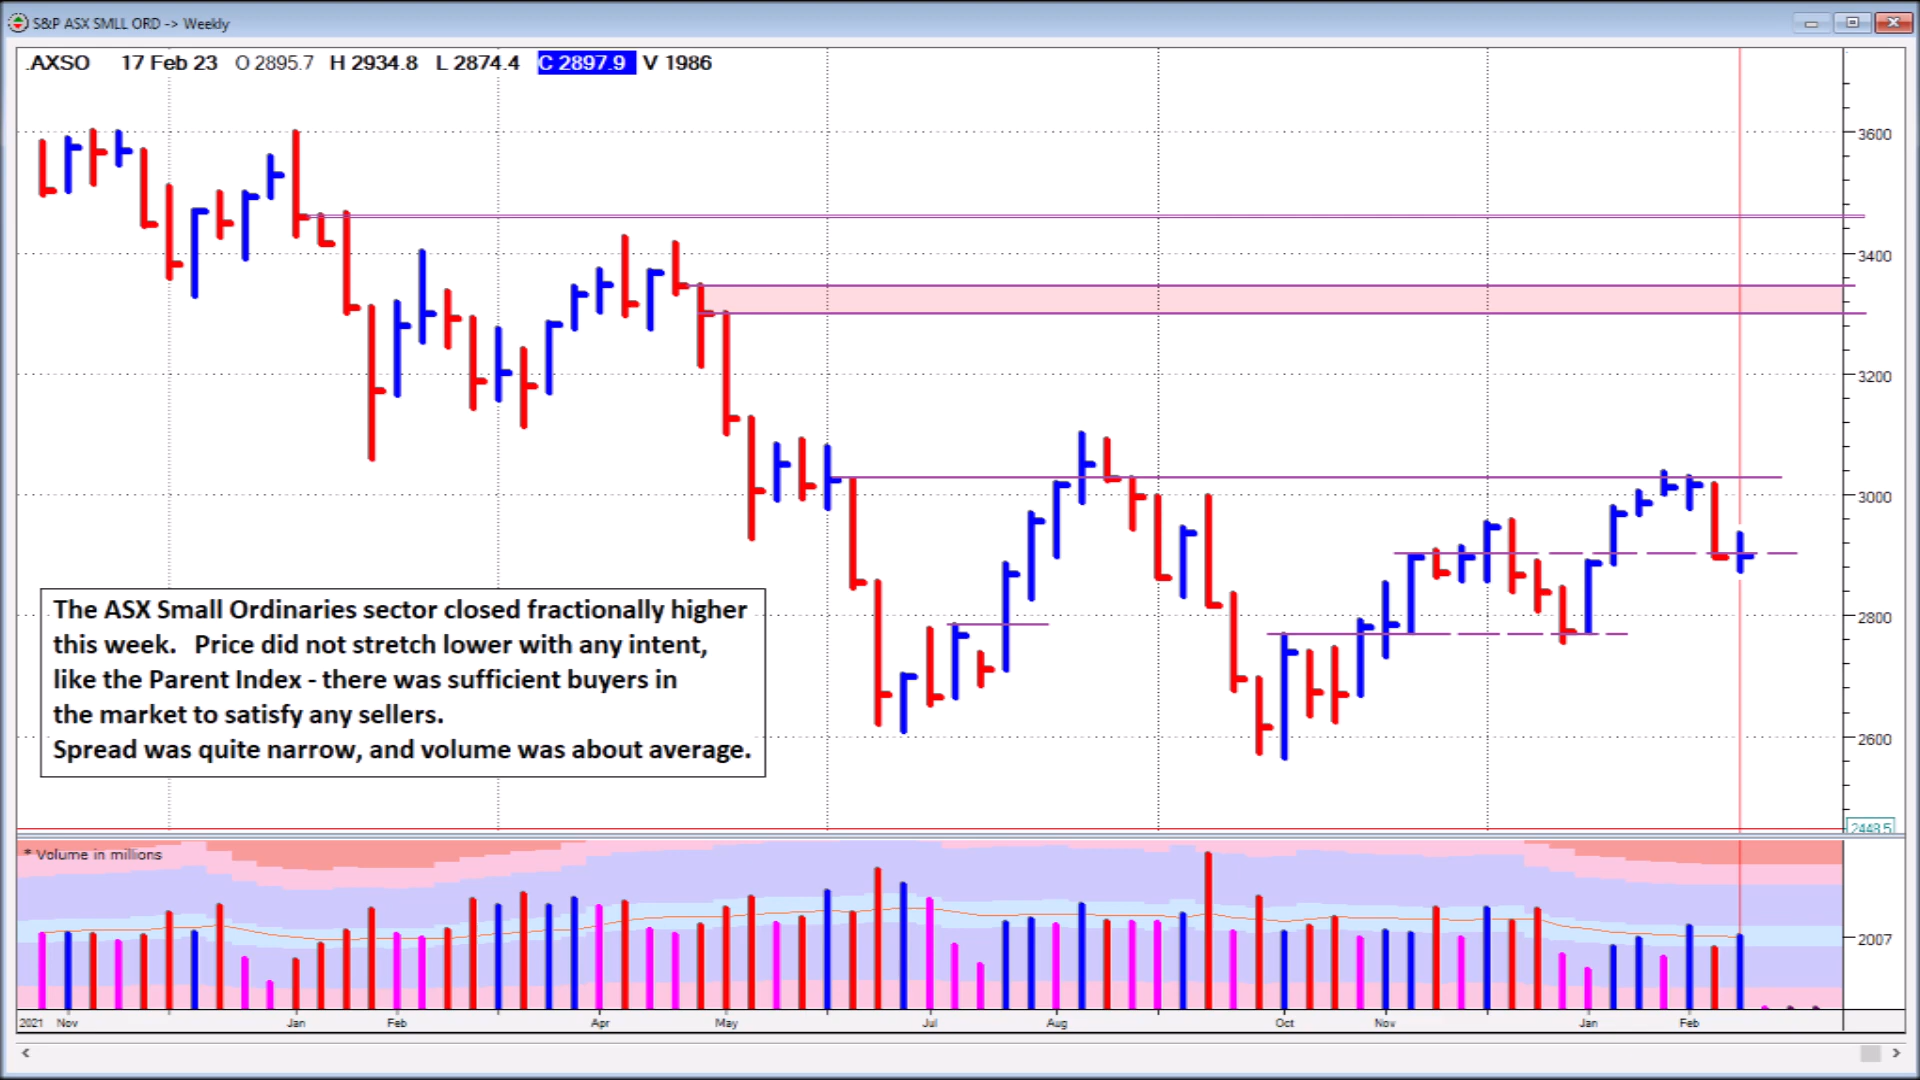 S&P ASX SMLL ORD -> Weekly
.AXSO 17 Feb 23 O 2895.7 H 2934.8 L 2874.4 C 2897.9 V 1986
3600
3400
3200
3000
2800
The ASX Small Ordinaries sector closed fractionally higher
this week. Price did not stretch lower with any intent,
like the Parent Index - there was sufficient buyers in
the market to satisfy any sellers.
Spread was quite narrow, and volume was about average.
2600
2448.5
* Volume in millions
2007
2021 Nov Jan Feb Apr May Jul Aug Oct Nov Jan Feb